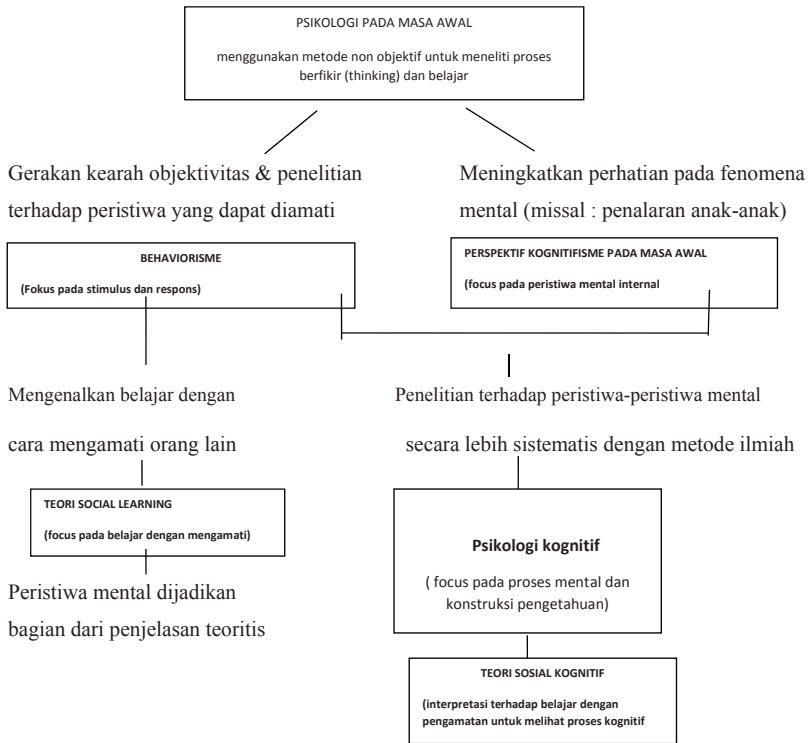 PSIKOLOGI PADA MASA AWAL
menggunakan metode non objektif untuk meneliti proses
berfikir (thinking) dan belajar
Gerakan kearah objektivitas & penelitian
terhadap peristiwa yang dapat diamati
Meningkatkan perhatian pada fenomena
mental (missal : penalaran anak-anak)
BEHAVIORISME
(Fokus pada stimulus dan respons)
PERSPEKTIF KOGNITIFISME PADA MASA AWAL
(focus pada peristiwa mental internal
Mengenalkan belajar dengan
cara mengamati orang lain
Penelitian terhadap peristiwa-peristiwa mental
secara lebih sistematis dengan metode ilmiah
TEORI SOCIAL LEARNING
(focus pada belajar dengan mengamati)
Peristiwa mental dijadikan
bagian dari penjelasan teoritis
Psikologi kognitif
( focus pada proses mental dan
konstruksi pengetahuan)
TEORI SOSIAL KOGNITIF
(interpretasi terhadap belajar dengan
pengamatan untuk melihat proses kognitif